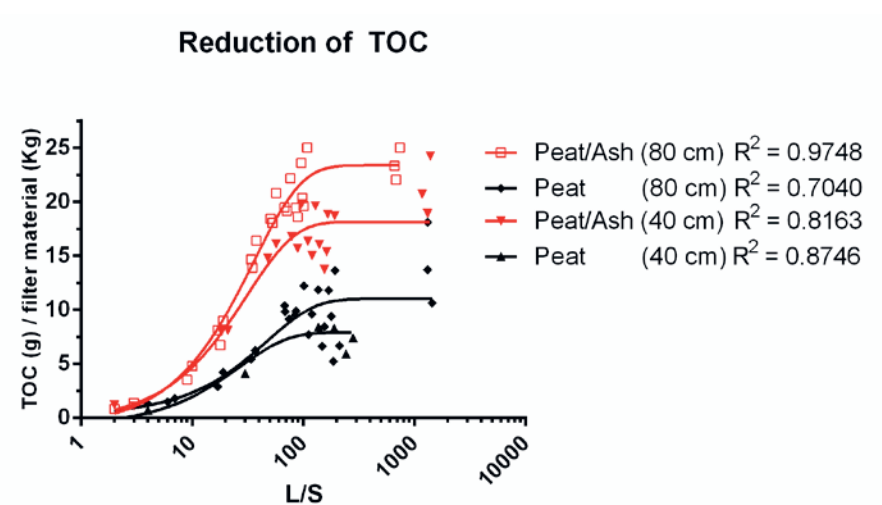 Reduction of TOC
TOC (g) / filter material (Kg)
25
20
15
10
5
0
1
10
100
1000
10000
L/S
Peat/Ash (80 cm) R² = 0.9748
Peat (80 cm) R² = 0.7040
Peat/Ash (40 cm) R² = 0.8163
Peat (40 cm) R² = 0.8746